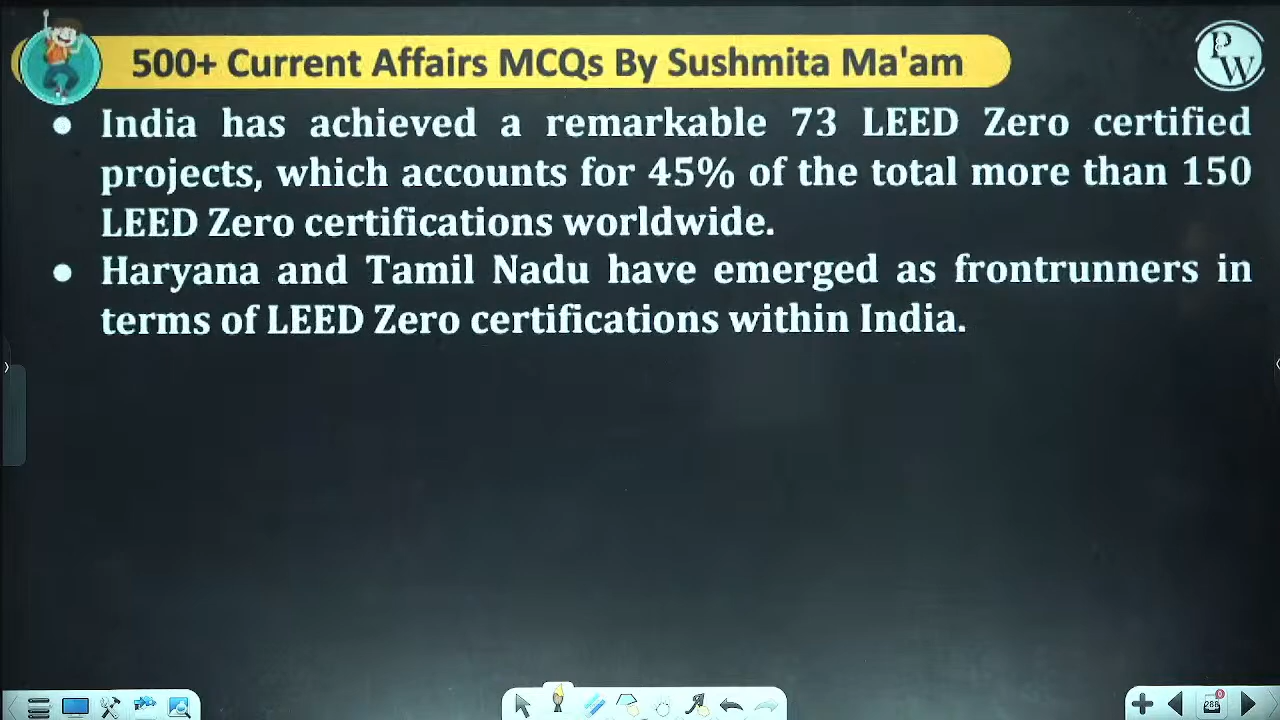 500+ Current Affairs MCQs By Sushmita Ma'am
PW
India has achieved a remarkable 73 LEED Zero certified
projects, which accounts for 45% of the total more than 150
LEED Zero certifications worldwide.
Haryana and Tamil Nadu have emerged as frontrunners in
terms of LEED Zero certifications within India.